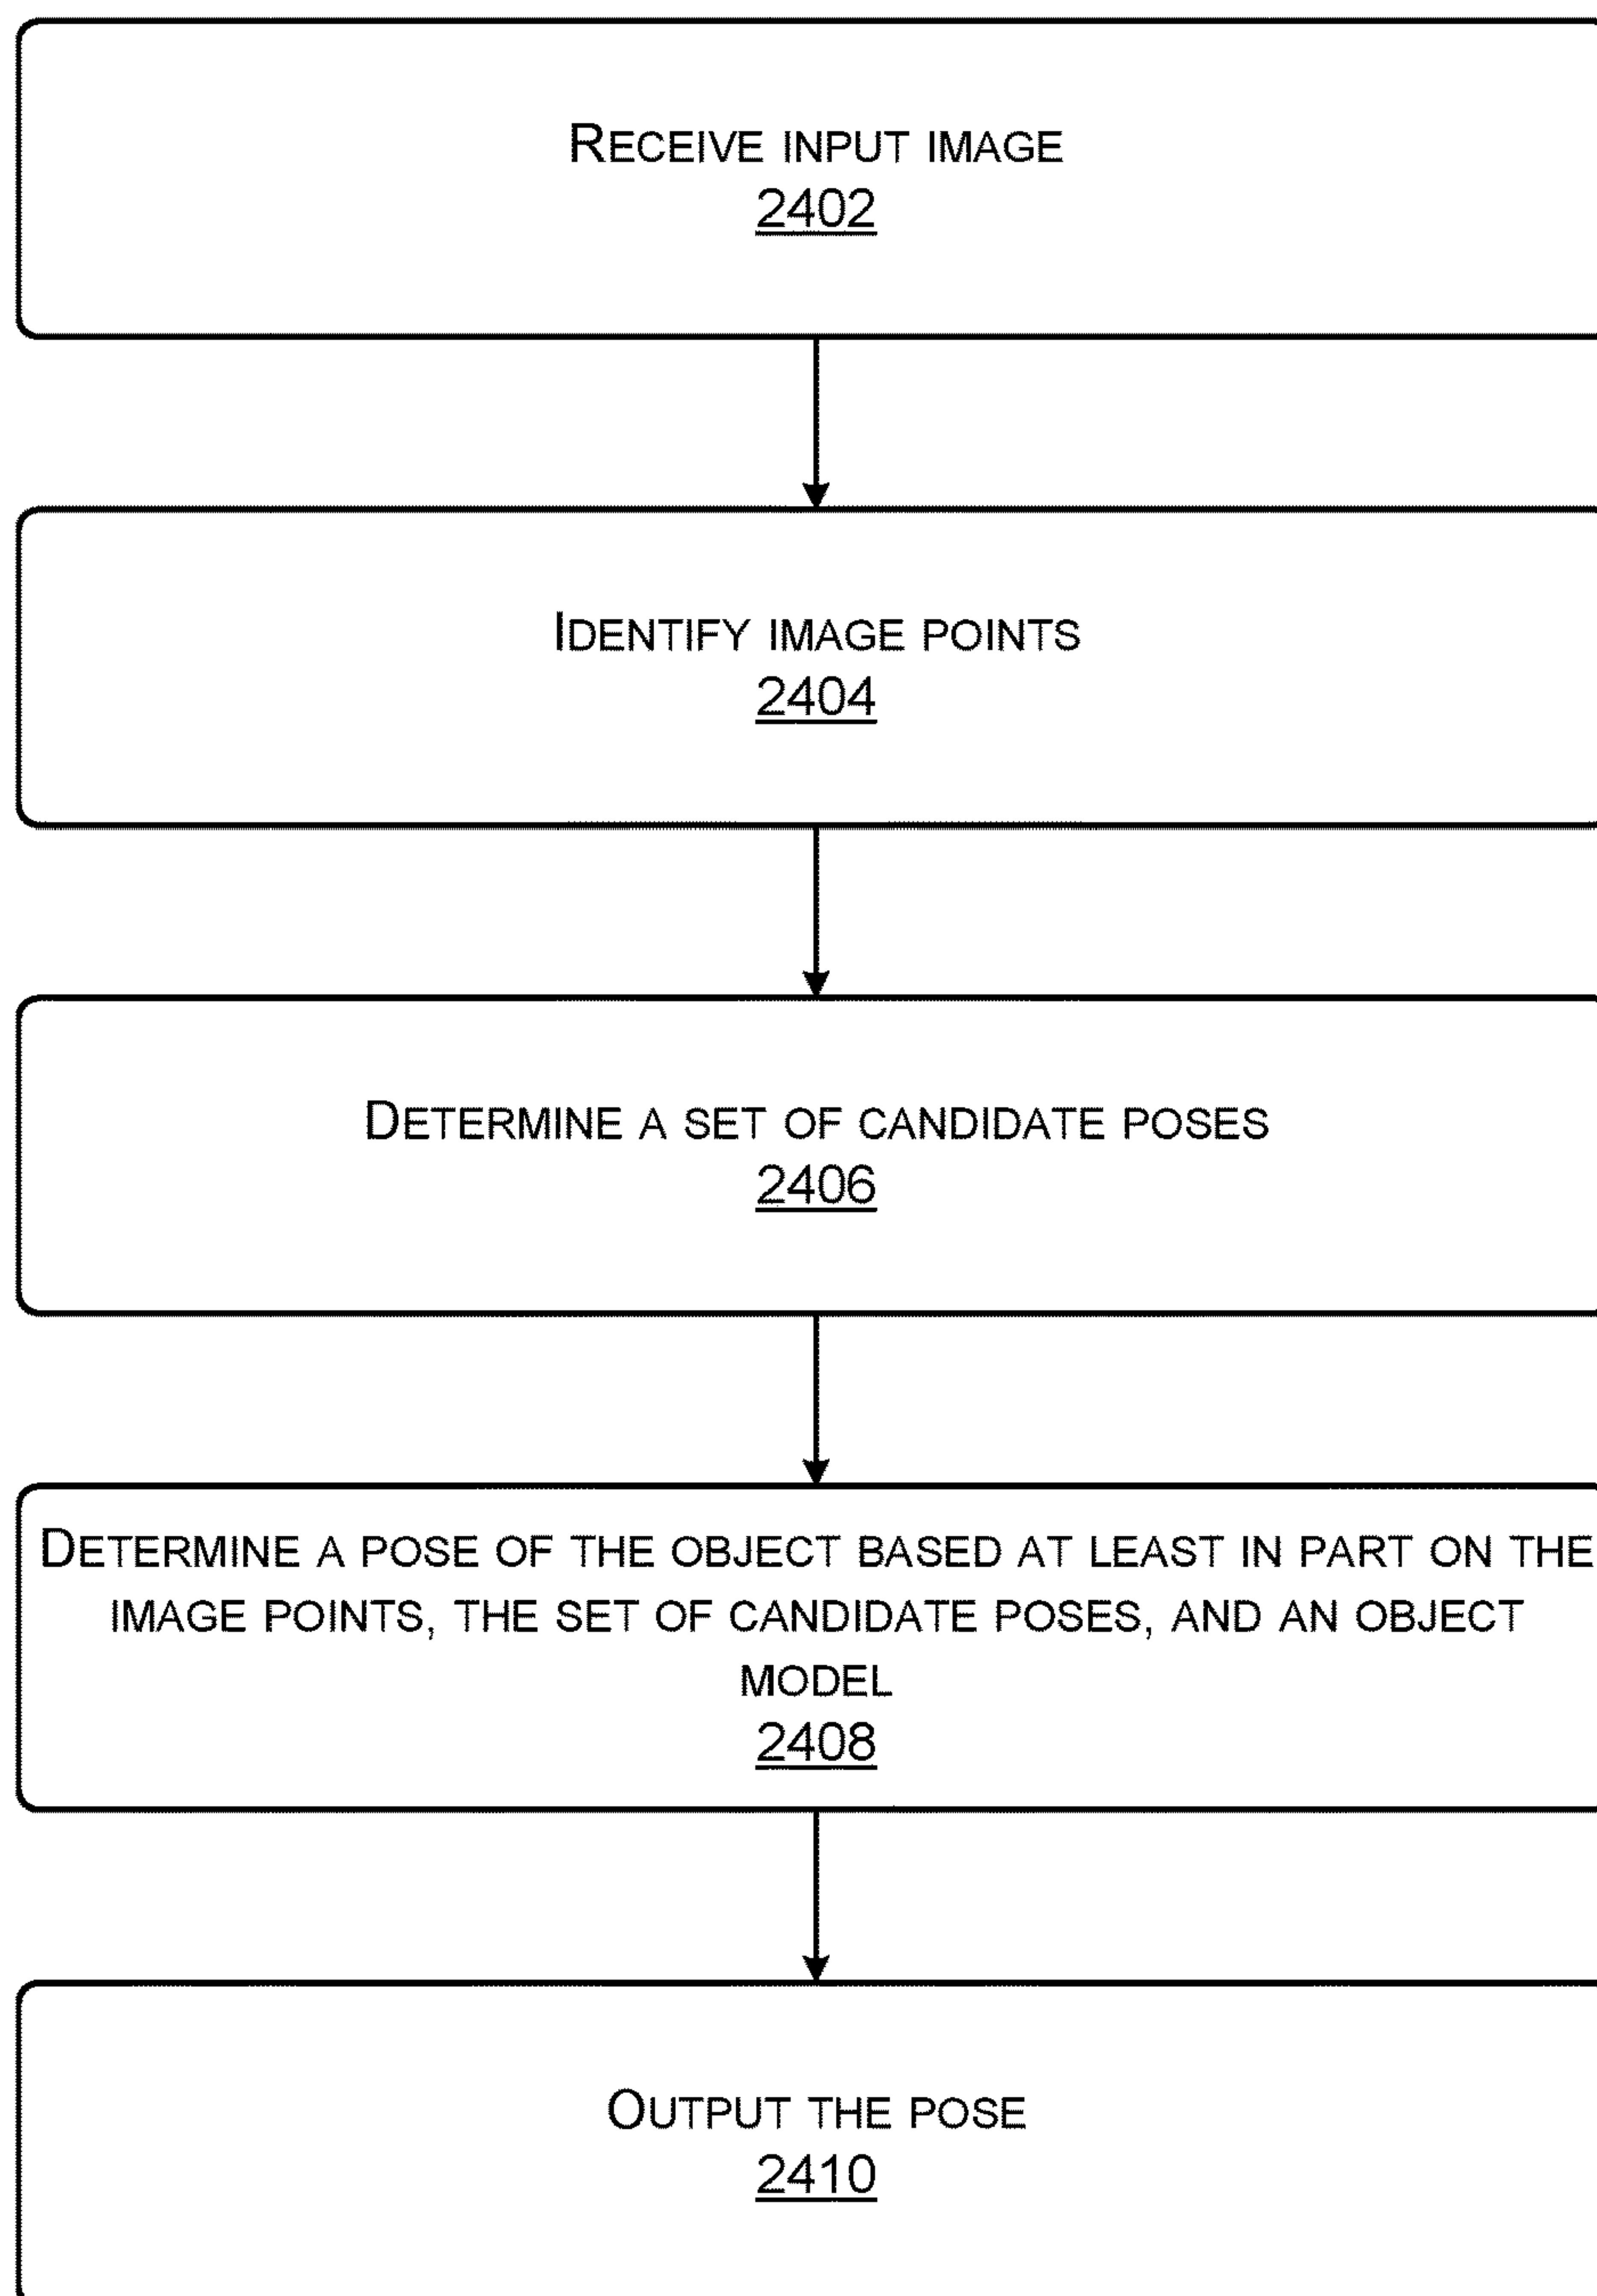 RECEIVE INPUT IMAGE
2402
IDENTIFY IMAGE POINTS
2404
DETERMINE A SET OF CANDIDATE POSES
2406
DETERMINE A POSE OF THE OBJECT BASED AT LEAST IN PART ON THE
IMAGE POINTS, THE SET OF CANDIDATE POSES, AND AN OBJECT
MODEL
2408
OUTPUT THE POSE
2410